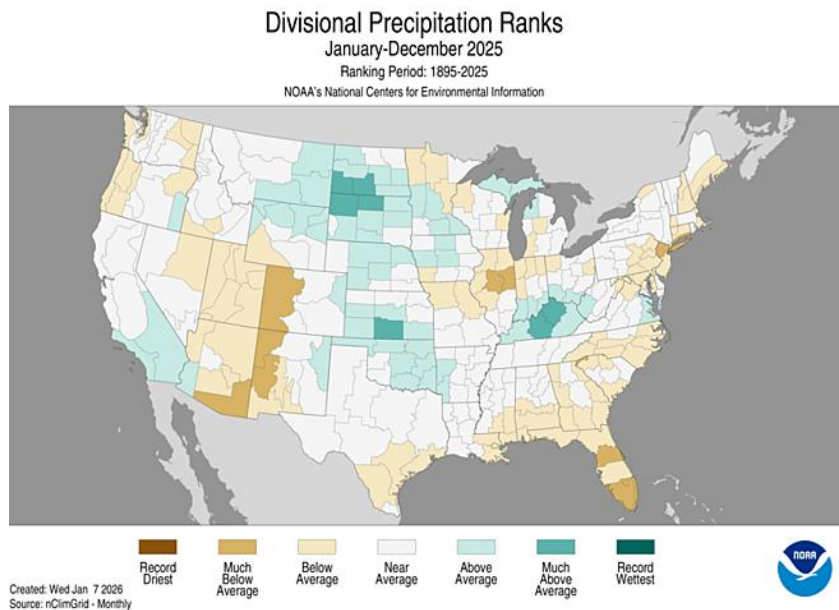 Divisional Precipitation Ranks
January-December 2025
Ranking Period: 1895-2025
NOAA's National Centers for Environmental Information
Record
Driest
Much
Below
Average
Below
Average
Near
Average
Above
Average
Much
Above
Average
Record
Wettest
NOAA
Created: Wed Jan 7 2026
Source: nClimGrid - Monthly